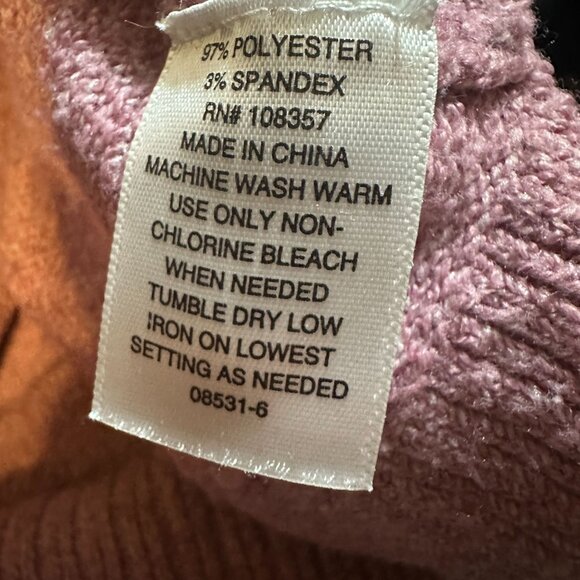 97% POLYESTER
3% SPANDEX
RN# 108357
MADE IN CHINA
MACHINE WASH WARM
USE ONLY NON-
CHLORINE BLEACH
WHEN NEEDED
TUMBLE DRY LOW
IRON ON LOWEST
SETTING AS NEEDED
08531-6